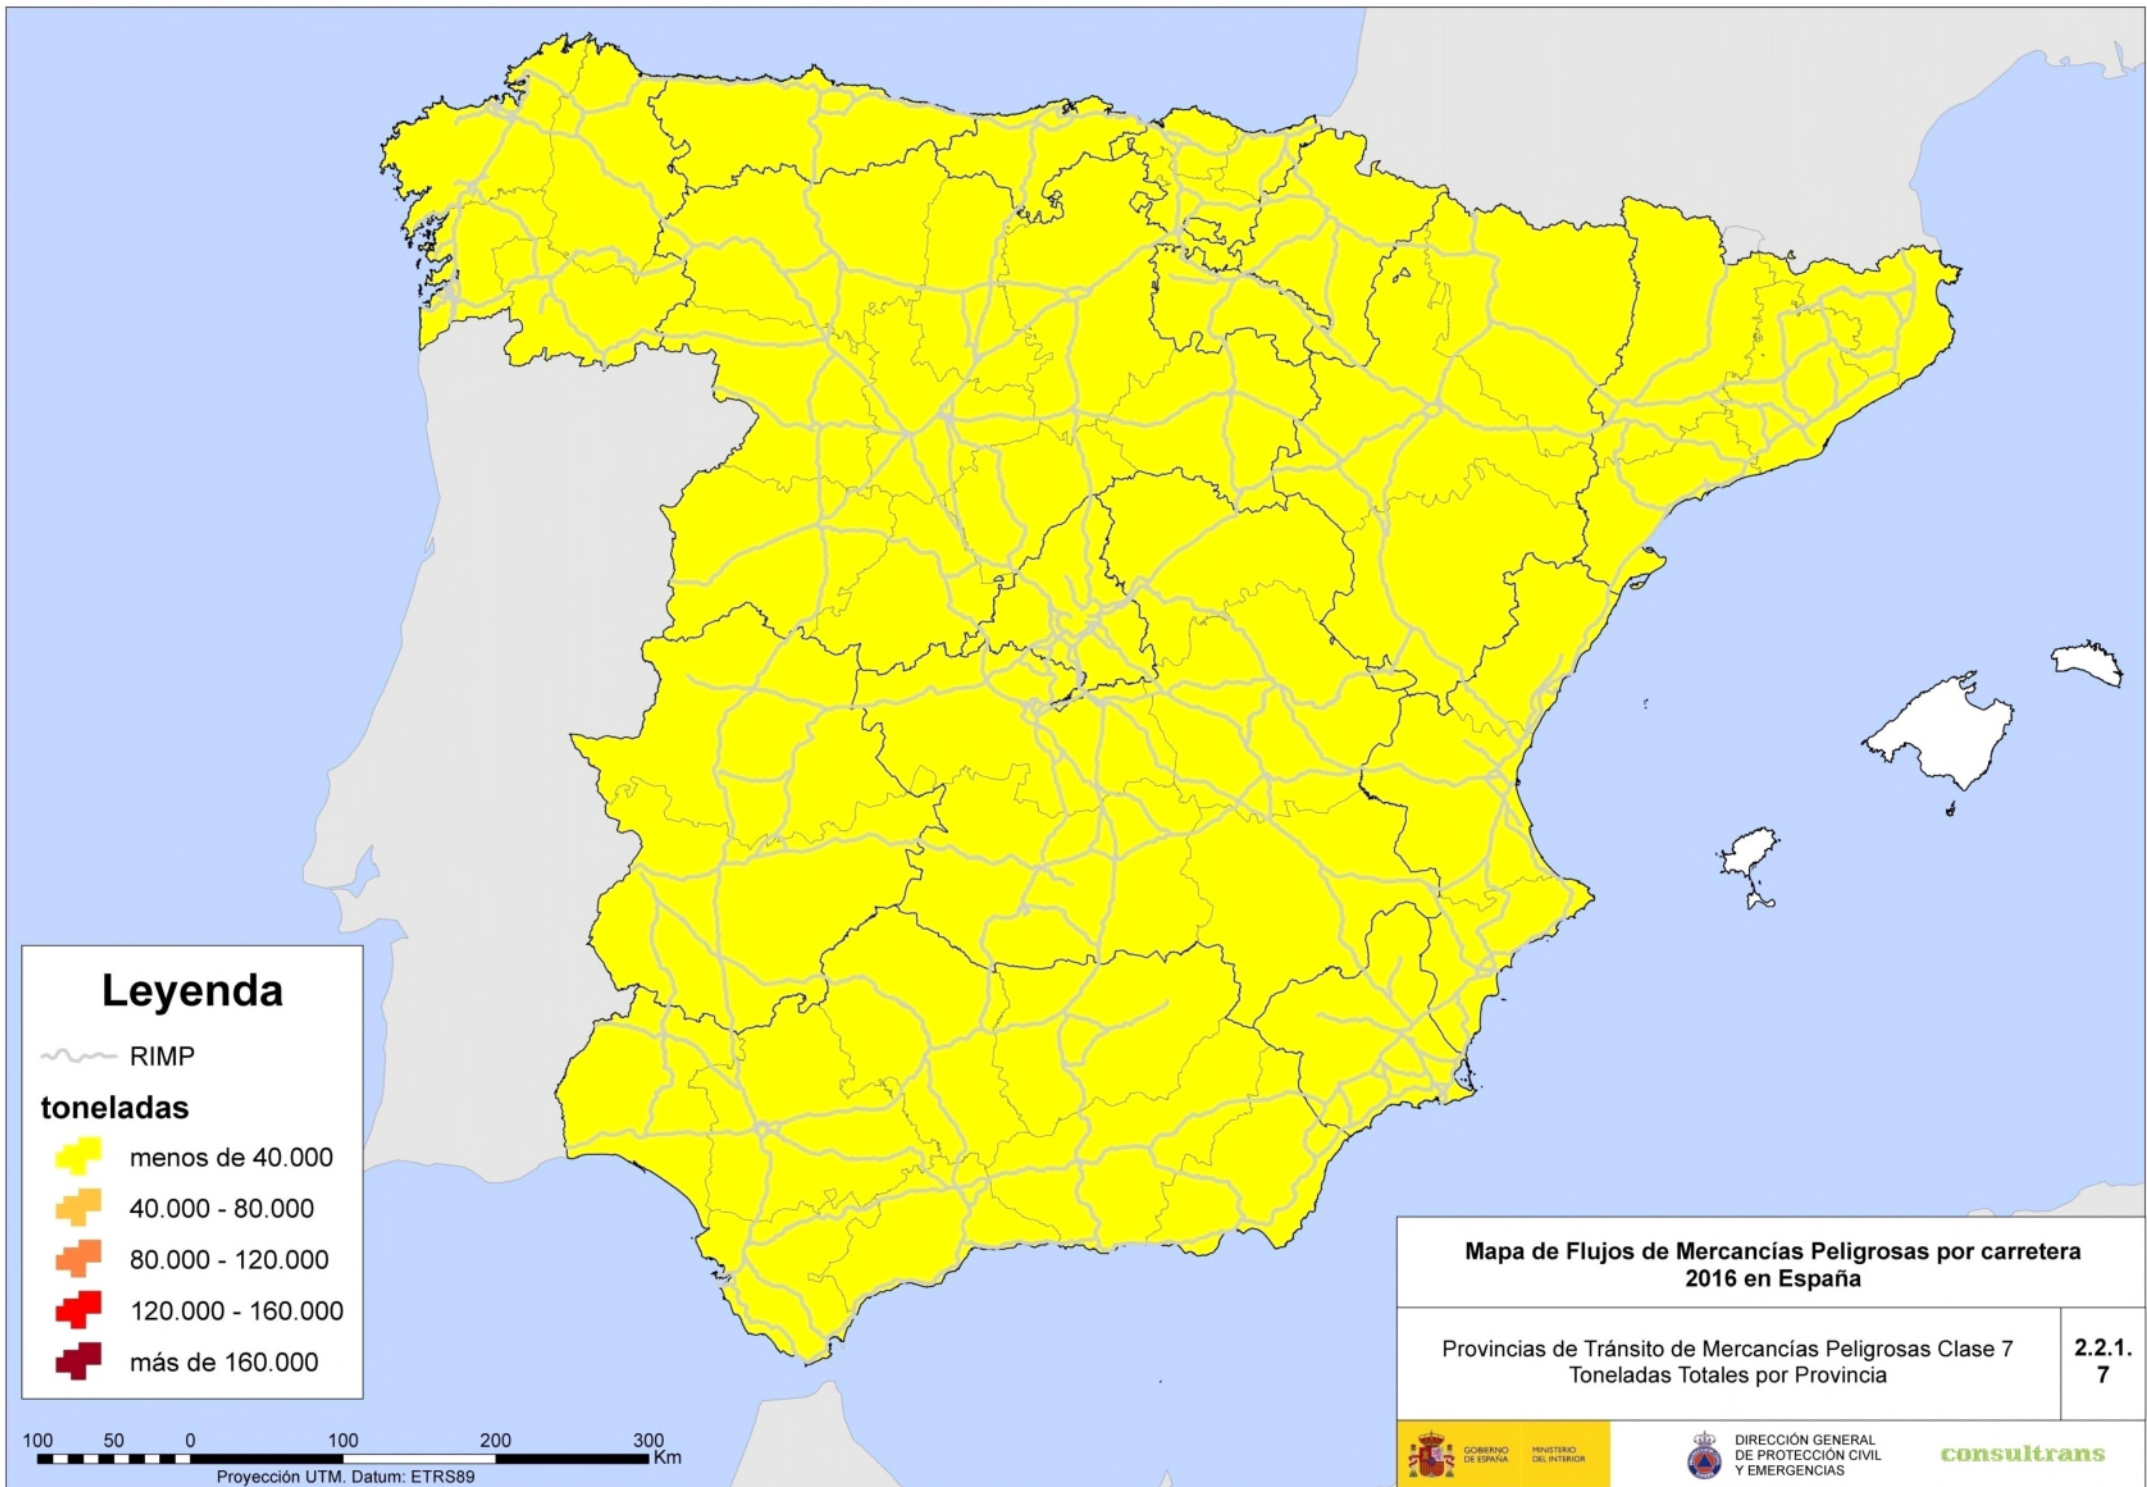 Leyenda
RIMP
toneladas
menos de 40.000
40.000 - 80.000
80.000 - 120.000
120.000 - 160.000
más de 160.000
100 50 0 100 200 300
Km
Proyección UTM. Datum: ETRS89
Mapa de Flujos de Mercancías Peligrosas por carretera
2016 en España
Provincias de Tránsito de Mercancías Peligrosas Clase 7
Toneladas Totales por Provincia
2.2.1.
7
GOBIERNO
DE ESPAÑA
MINISTERIO
DEL INTERIOR
DIRECCIÓN GENERAL
DE PROTECCIÓN CIVIL
Y EMERGENCIAS
consultrans